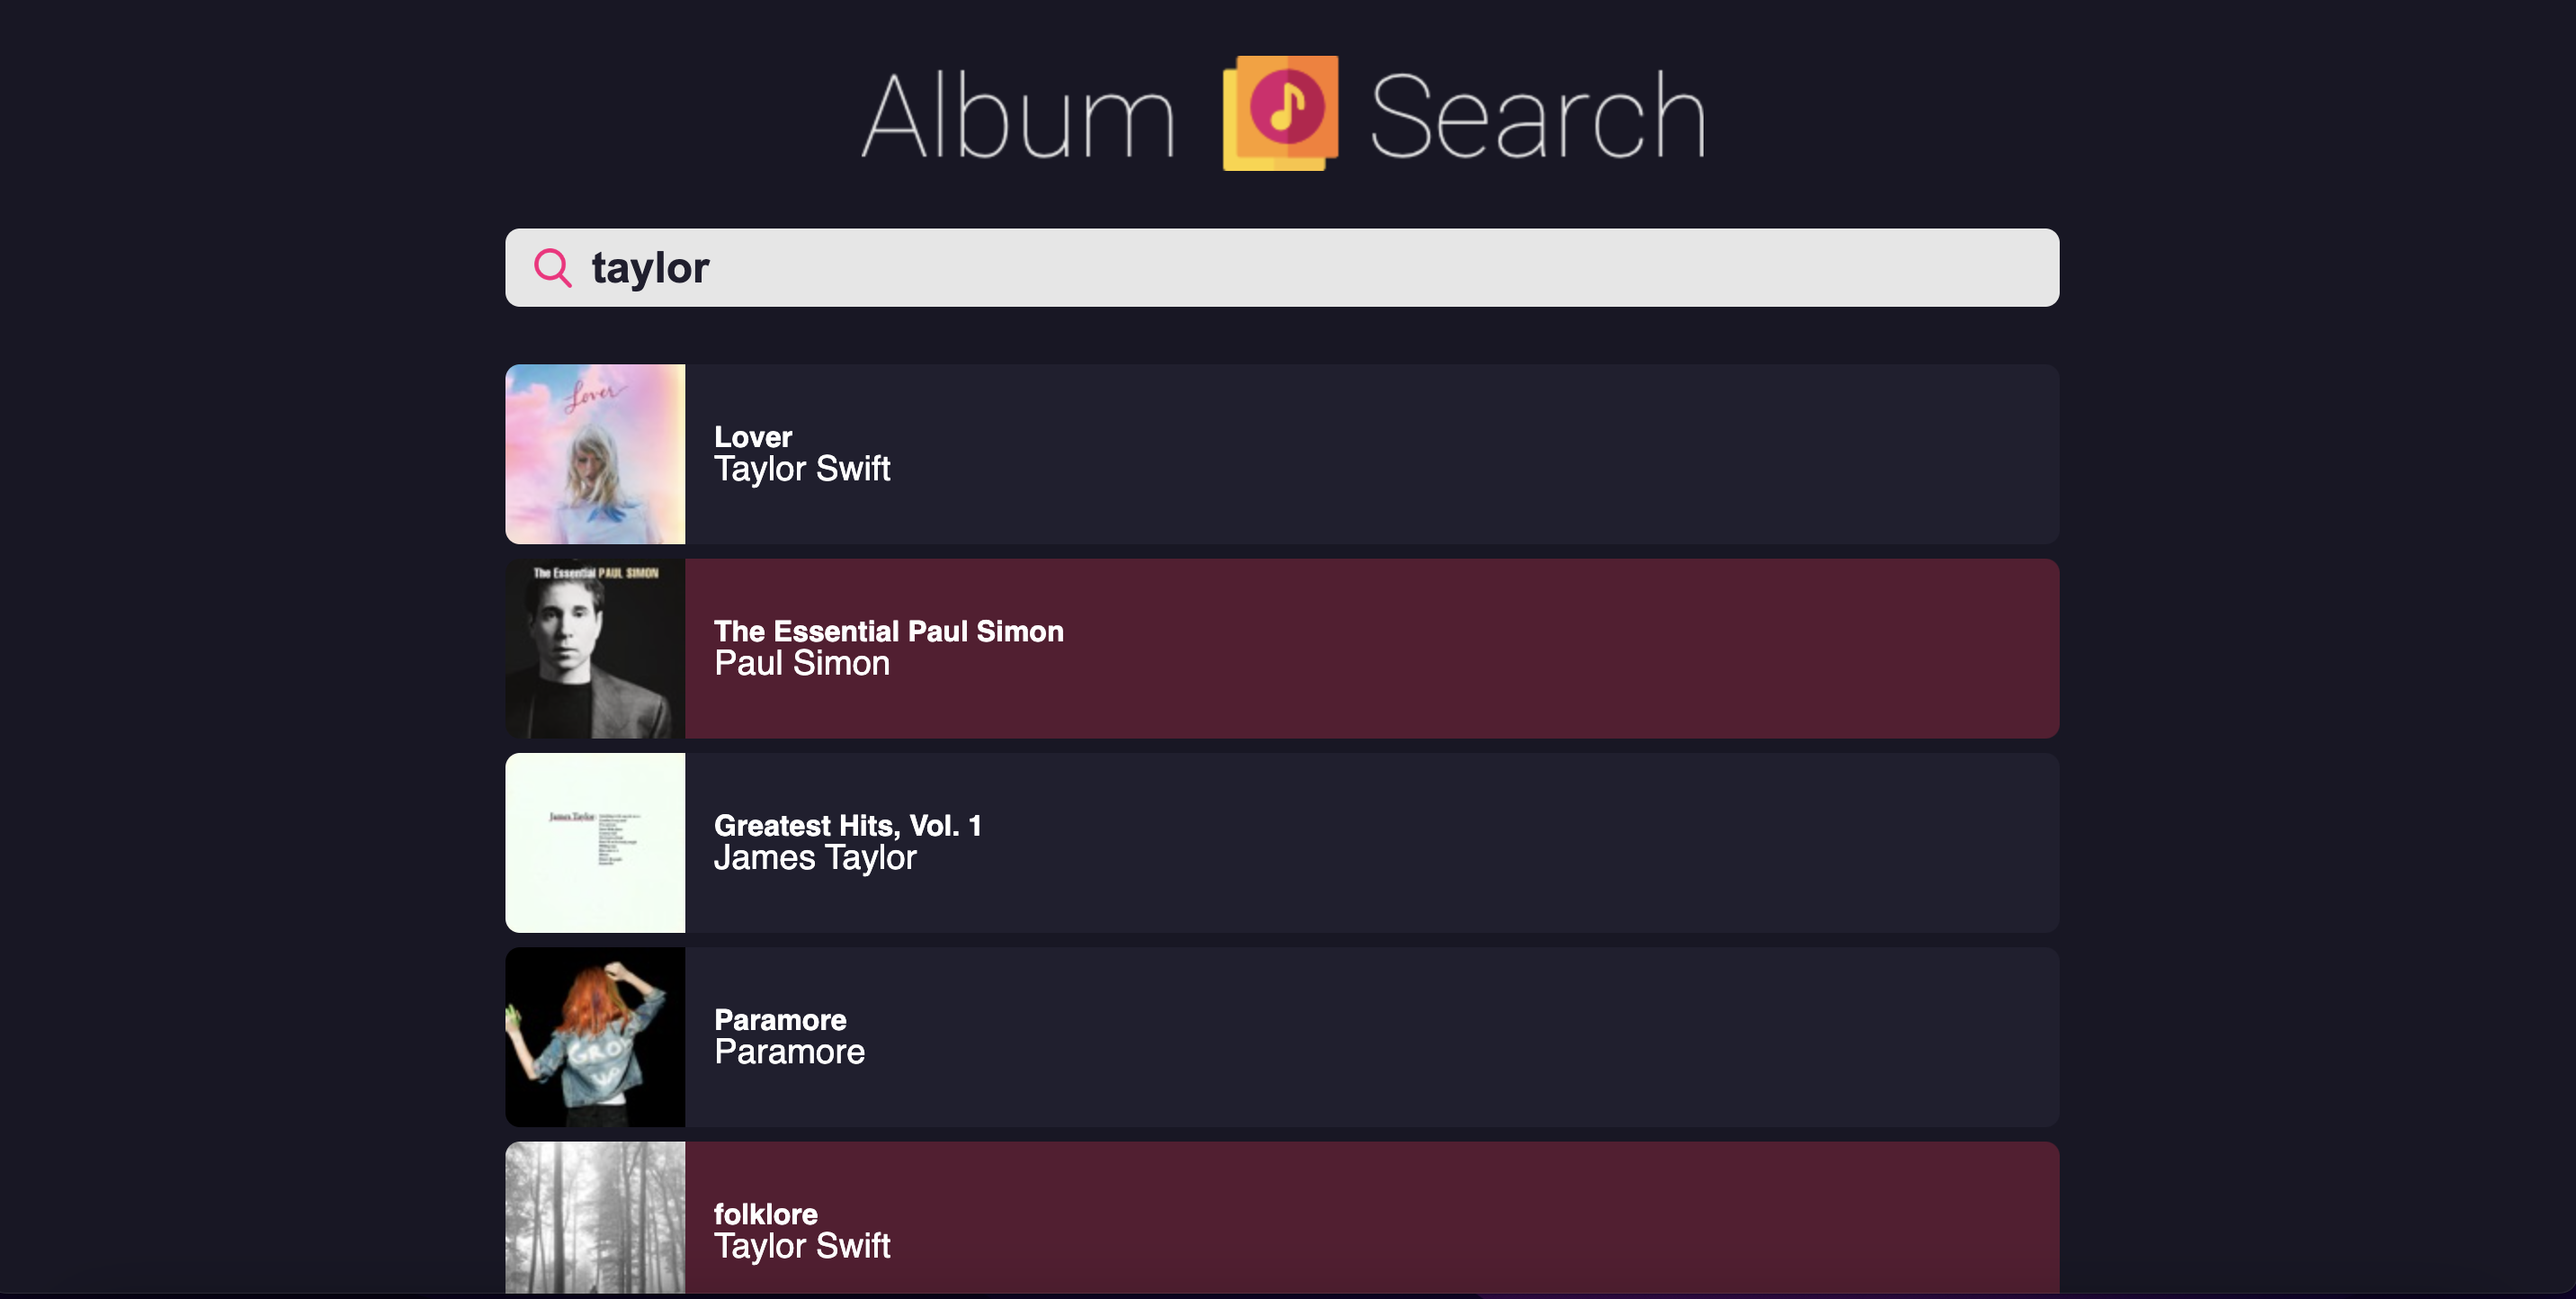 Album Search
taylor
Lover
Lover
Taylor Swift
The Essential PAUL SIMON
The Essential Paul Simon
Paul Simon
James Taylor
Greatest Hits, Vol. 1
James Taylor
GROW
UP
Paramore
Paramore
folklore
Taylor Swift